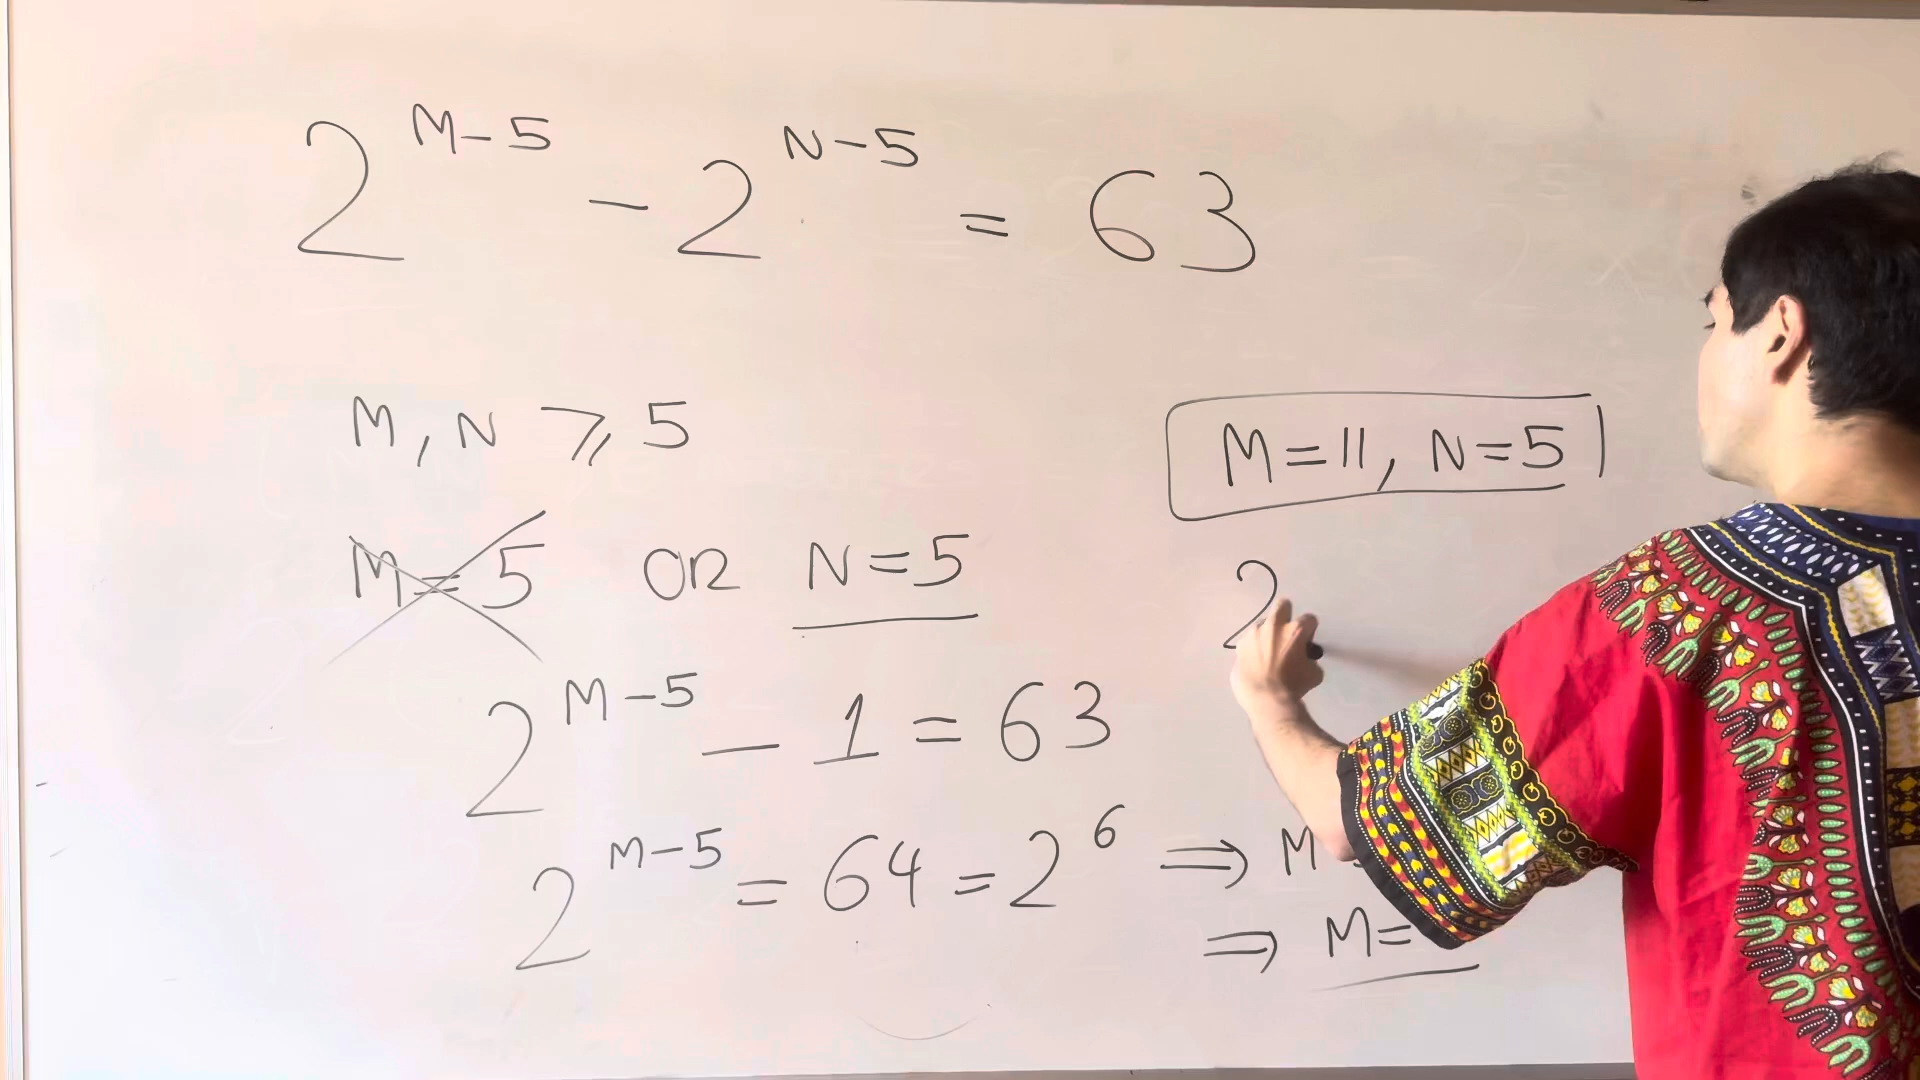 2^{M-5} - 2^{N-5} = 63
M, N ⩾ 5
M=11, N=5
M=5 OR N=5
2
2^{M-5} - 1 = 63
2^{M-5} = 64 = 2^6 ⇒ M
⇒ M=